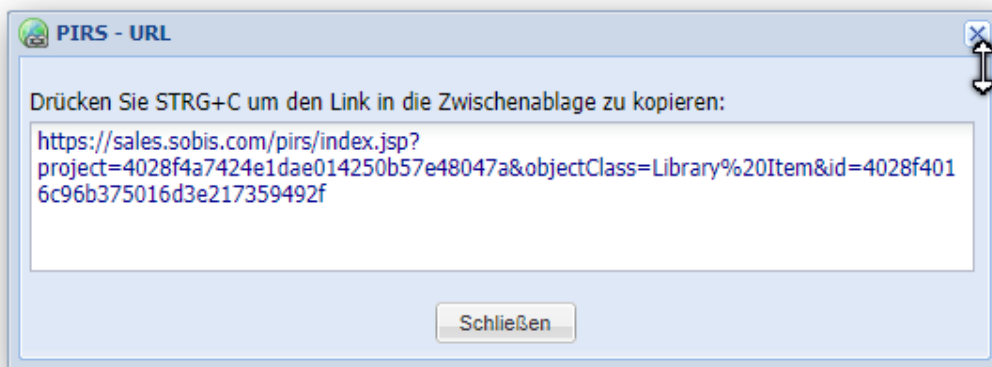 PIRS - URL
Drücken Sie STRG+C um den Link in die Zwischenablage zu kopieren:
https://sales.sobis.com/pirs/index.jsp?
project=4028f4a7424e1dae014250b57e48047a&objectClass=Library%20Item&id=4028f401
6c96b375016d3e217359492f
Schließen